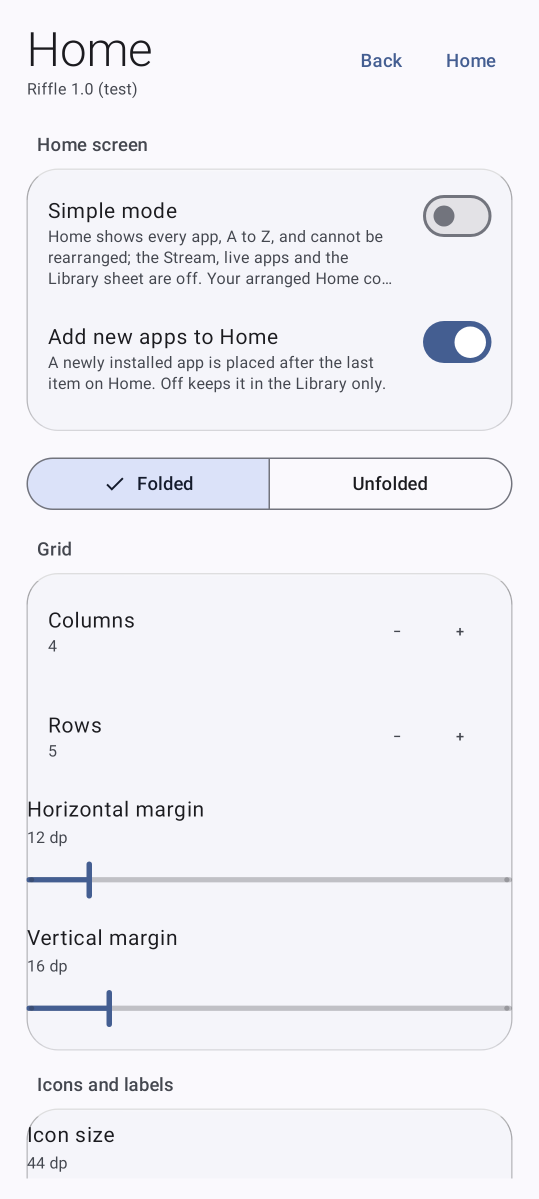 Home
Riffle 1.0 (test)
Back
Home
Home screen
Simple mode
Home shows every app, A to Z, and cannot be
rearranged; the Stream, live apps and the
Library sheet are off. Your arranged Home co…
Add new apps to Home
A newly installed app is placed after the last
item on Home. Off keeps it in the Library only.
Folded
Unfolded
Grid
Columns
4
-
+
Rows
5
-
+
Horizontal margin
12 dp
Vertical margin
16 dp
Icons and labels
Icon size
44 dp